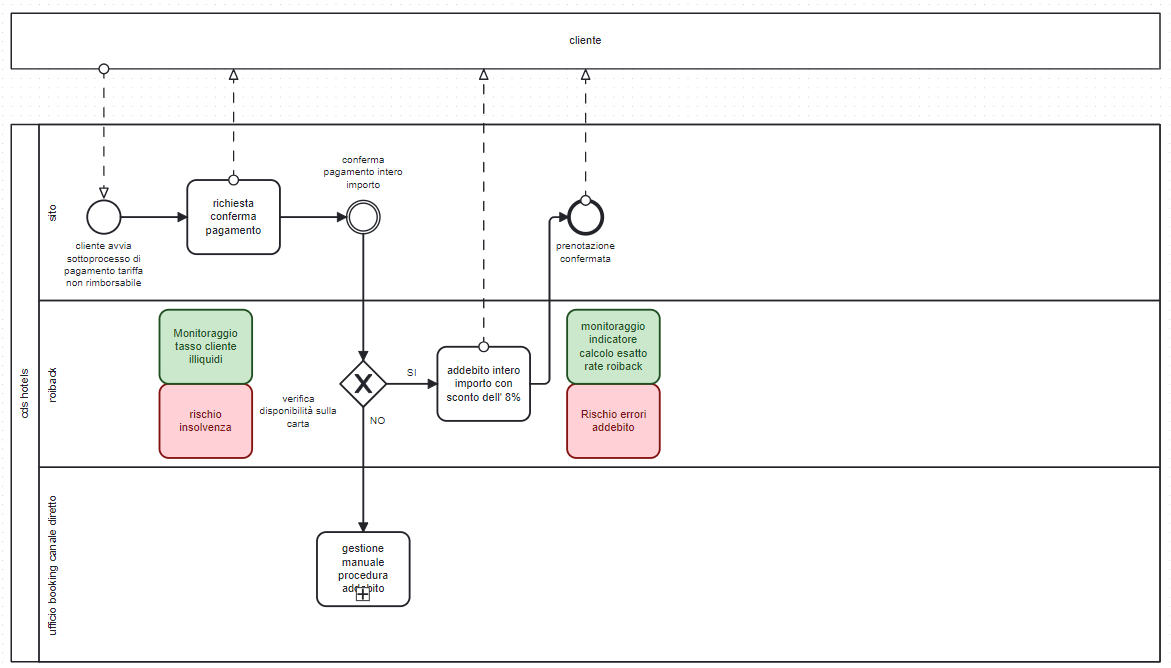 cliente
cds hotels
sito
cliente avvia
sottoprocesso di
pagamento tariffa
non rimborsabile
richiesta
conferma
pagamento
conferma
pagamento intero
importo
prenotazione
confermata
roiback
Monitoraggio
tasso cliente
illiquidi
rischio
insolvenza
verifica
disponibilità sulla
carta
SI
NO
addebito intero
importo con
sconto dell' 8%
monitoraggio
indicatore
calcolo esatto
rate roiback
Rischio errori
addebito
ufficio booking canale diretto
gestione
manuale
procedura
addebito